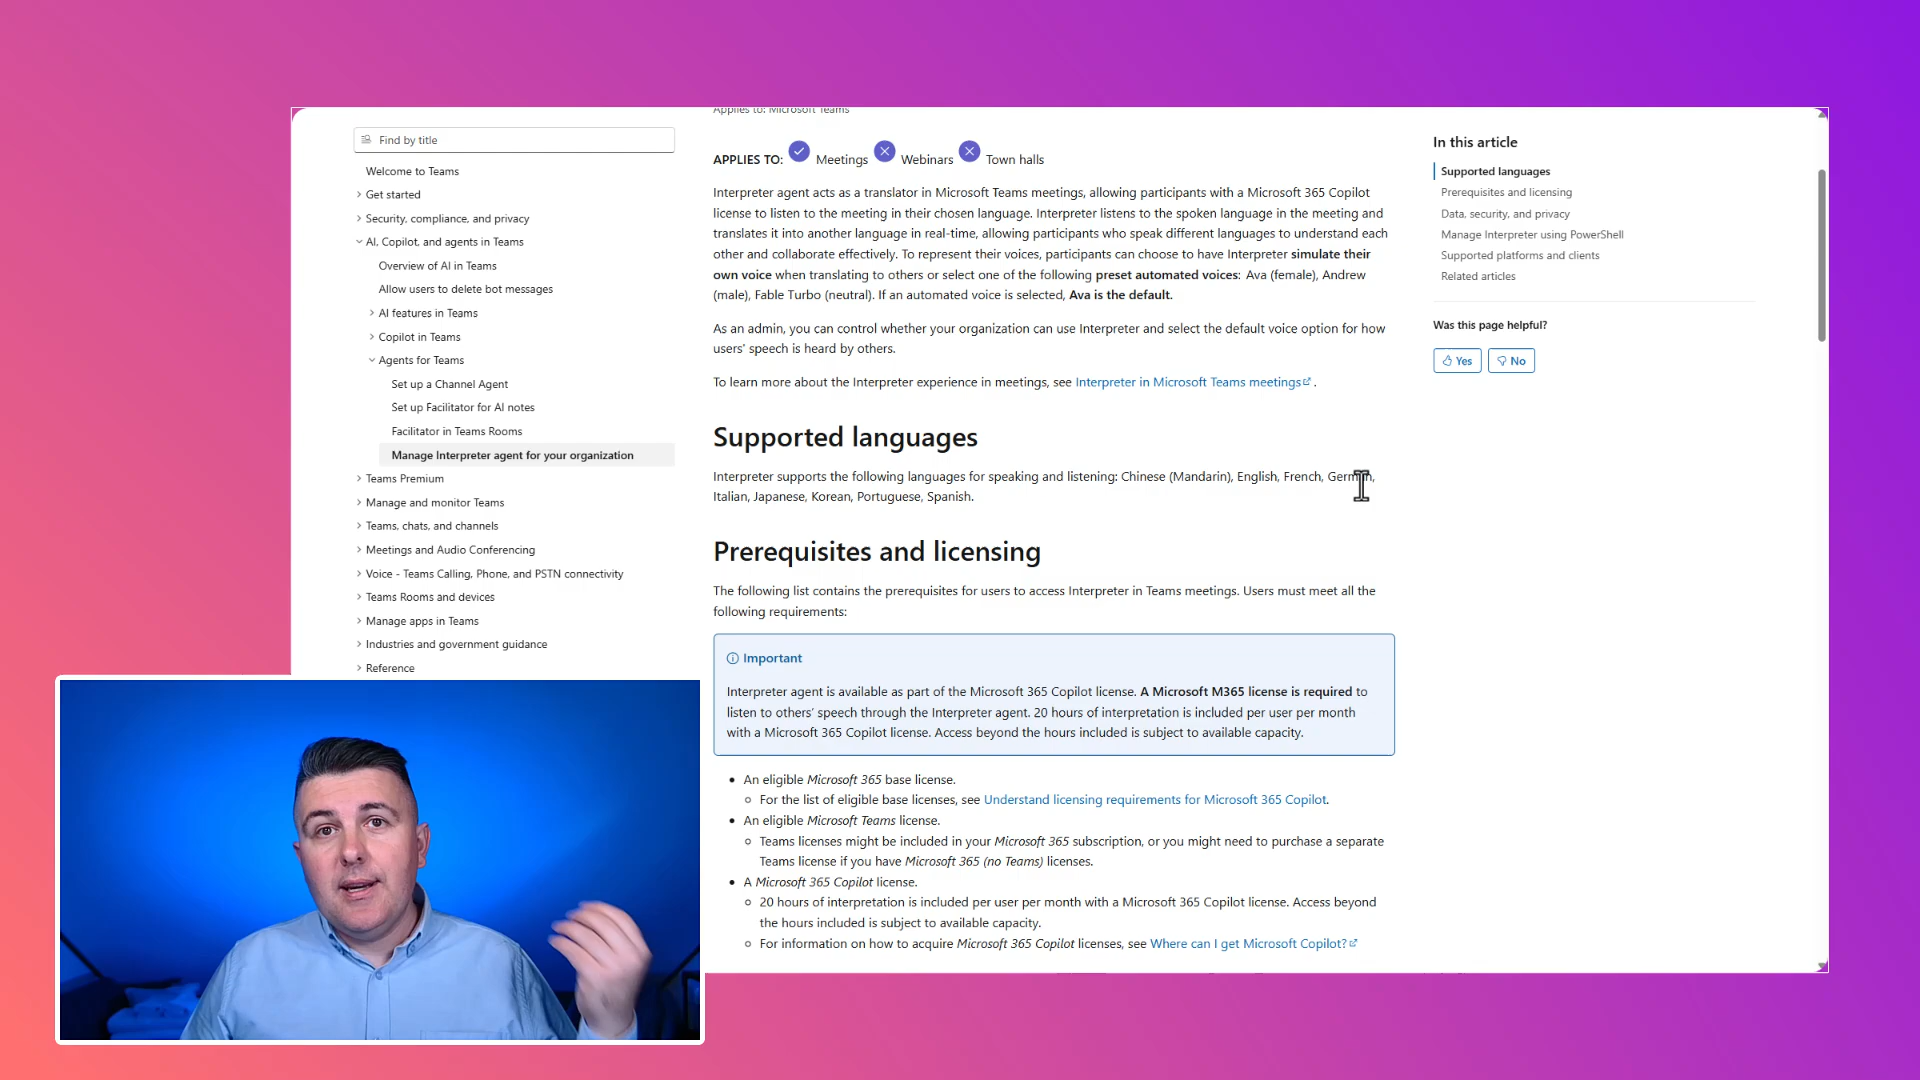 Applies to: Microsoft Teams
Find by title
Welcome to Teams
Get started
Security, compliance, and privacy
AI, Copilot, and agents in Teams
Overview of AI in Teams
Allow users to delete bot messages
AI features in Teams
Copilot in Teams
Agents for Teams
Set up a Channel Agent
Set up Facilitator for AI notes
Facilitator in Teams Rooms
Manage Interpreter agent for your organization
Teams Premium
Manage and monitor Teams
Teams, chats, and channels
Meetings and Audio Conferencing
Voice - Teams Calling, Phone, and PSTN connectivity
Teams Rooms and devices
Manage apps in Teams
Industries and government guidance
Reference
APPLIES TO: Meetings Webinars Town halls
Interpreter agent acts as a translator in Microsoft Teams meetings, allowing participants with a Microsoft 365 Copilot
license to listen to the meeting in their chosen language. Interpreter listens to the spoken language in the meeting and
translates it into another language in real-time, allowing participants who speak different languages to understand each
other and collaborate effectively. To represent their voices, participants can choose to have Interpreter simulate their
own voice when translating to others or select one of the following preset automated voices: Ava (female), Andrew
(male), Fable Turbo (neutral). If an automated voice is selected, Ava is the default.
As an admin, you can control whether your organization can use Interpreter and select the default voice option for how
users' speech is heard by others.
To learn more about the Interpreter experience in meetings, see Interpreter in Microsoft Teams meetings .
Supported languages
Interpreter supports the following languages for speaking and listening: Chinese (Mandarin), English, French, German,
Italian, Japanese, Korean, Portuguese, Spanish.
Prerequisites and licensing
The following list contains the prerequisites for users to access Interpreter in Teams meetings. Users must meet all the
following requirements:
Important
Interpreter agent is available as part of the Microsoft 365 Copilot license. A Microsoft M365 license is required to
listen to others' speech through the Interpreter agent. 20 hours of interpretation is included per user per month
with a Microsoft 365 Copilot license. Access beyond the hours included is subject to available capacity.
• An eligible Microsoft 365 base license.
For the list of eligible base licenses, see Understand licensing requirements for Microsoft 365 Copilot.
• An eligible Microsoft Teams license.
Teams licenses might be included in your Microsoft 365 subscription, or you might need to purchase a separate
Teams license if you have Microsoft 365 (no Teams) licenses.
• A Microsoft 365 Copilot license.
20 hours of interpretation is included per user per month with a Microsoft 365 Copilot license. Access beyond
the hours included is subject to available capacity.
For information on how to acquire Microsoft 365 Copilot licenses, see Where can I get Microsoft Copilot?
In this article
Supported languages
Prerequisites and licensing
Data, security, and privacy
Manage Interpreter using PowerShell
Supported platforms and clients
Related articles
Was this page helpful?
Yes No